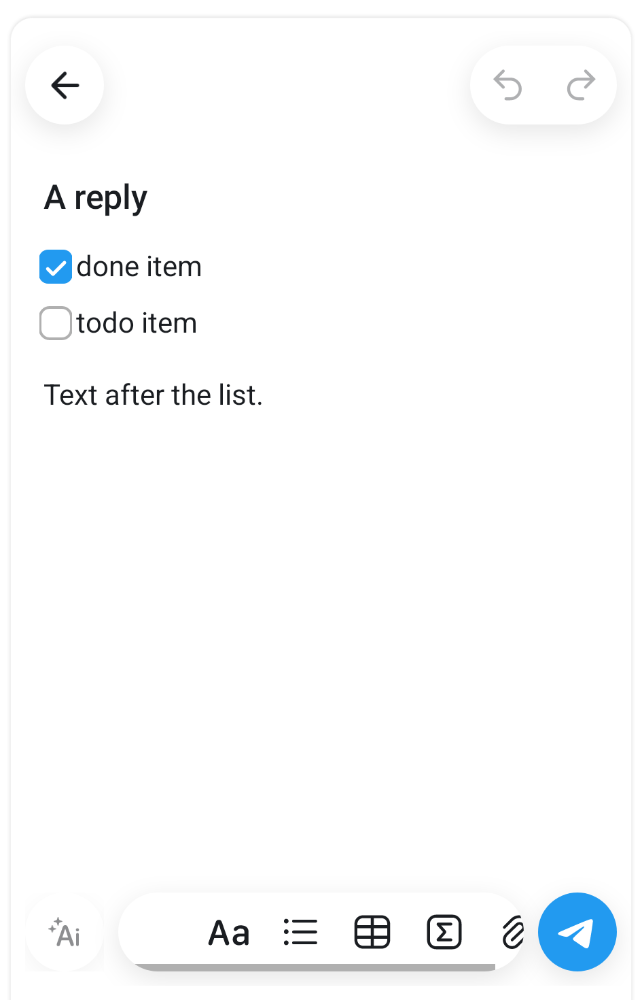 A reply
done item
todo item
Text after the list.
Ai
Aa
Σ